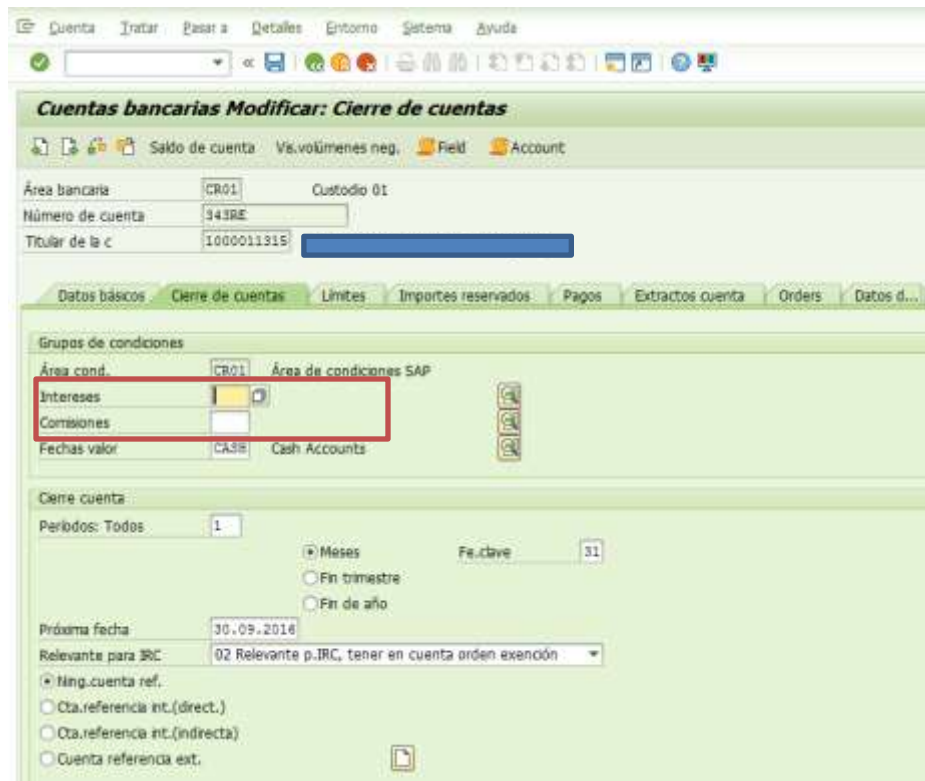 Cuenta Tratar Pasar a Detalles Entorno Sistema Ayuda
Cuentas bancarias Modificar: Cierre de cuentas
Saldo de cuenta Vis.volúmenes neg. Field Account
Área bancaria CR01 Custodio 01
Número de cuenta 343RE
Titular de la c 1000011315
Datos básicos Cierre de cuentas Límites Importes reservados Pagos Extractos cuenta Orders Datos d...
Grupos de condiciones
Área cond. CR01 Área de condiciones SAP
Intereses
Comisiones
Fechas valor CASH Cash Accounts
Cierre cuenta
Períodos: Todos 1
Meses Fe.clave 31
Fin trimestre
Fin de año
Próxima fecha 30.09.2016
Relevante para IRC 02 Relevante p.IRC, tener en cuenta orden exención
Ning.cuenta ref.
Cta.referencia int.(direct.)
Cta.referencia int.(indirecta)
Cuenta referencia ext.